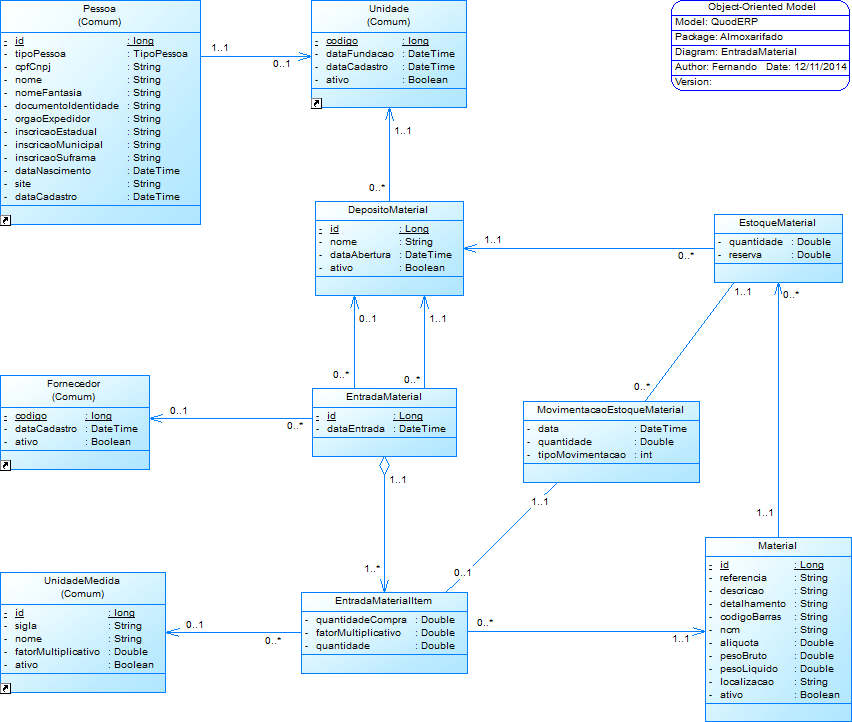 Pessoa
(Comum)
- id : long
- tipoPessoa : TipoPessoa
- cpfCnpj : String
- nome : String
- nomeFantasia : String
- documentoIdentidade : String
- orgaoExpedidor : String
- inscricaoEstadual : String
- inscricaoMunicipal : String
- inscricaoSuframa : String
- dataNascimento : DateTime
- site : String
- dataCadastro : DateTime
1..1
0..1
Unidade
(Comum)
- codigo : long
- dataFundacao : DateTime
- dataCadastro : DateTime
- ativo : Boolean
Object-Oriented Model
Model: QuodERP
Package: Almoxarifado
Diagram: EntradaMaterial
Author: Fernando Date: 12/11/2014
Version:
1..1
0..*
DepositoMaterial
- id : Long
- nome : String
- dataAbertura : DateTime
- ativo : Boolean
1..1
0..*
EstoqueMaterial
- quantidade : Double
- reserva : Double
0..1
1..1
0..*
0..*
1..1
0..*
0..*
Fornecedor
(Comum)
- codigo : long
- dataCadastro : DateTime
- ativo : Boolean
0..1
0..*
EntradaMaterial
- id : Long
- dataEntrada : DateTime
MovimentacaoEstoqueMaterial
- data : DateTime
- quantidade : Double
- tipoMovimentacao : int
1..1
1..*
1..1
0..1
1..1
UnidadeMedida
(Comum)
- id : long
- sigla : String
- nome : String
- fatorMultiplicativo : Double
- ativo : Boolean
0..1
0..*
EntradaMaterialItem
- quantidadeCompra : Double
- fatorMultiplicativo : Double
- quantidade : Double
0..*
1..1
Material
- id : Long
- referencia : String
- descricao : String
- detalhamento : String
- codigoBarras : String
- ncm : String
- aliquota : Double
- pesoBruto : Double
- pesoLiquido : Double
- localizacao : String
- ativo : Boolean